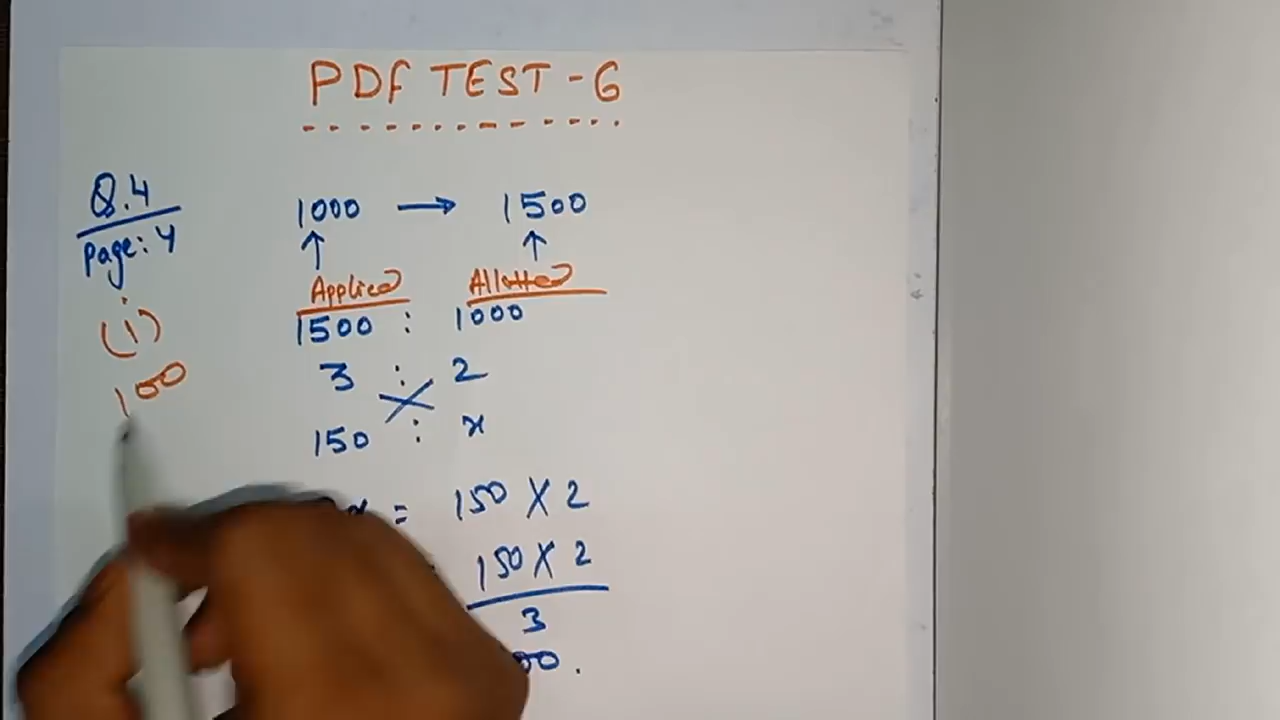 PDF TEST - 6
Q.4
Page: 4
(i)
100
1000 → 1500
↑ ↑
Applied Allotted
1500 : 1000
3 : 2
150 : x
x = 150 X 2
150 X 2
3
00.